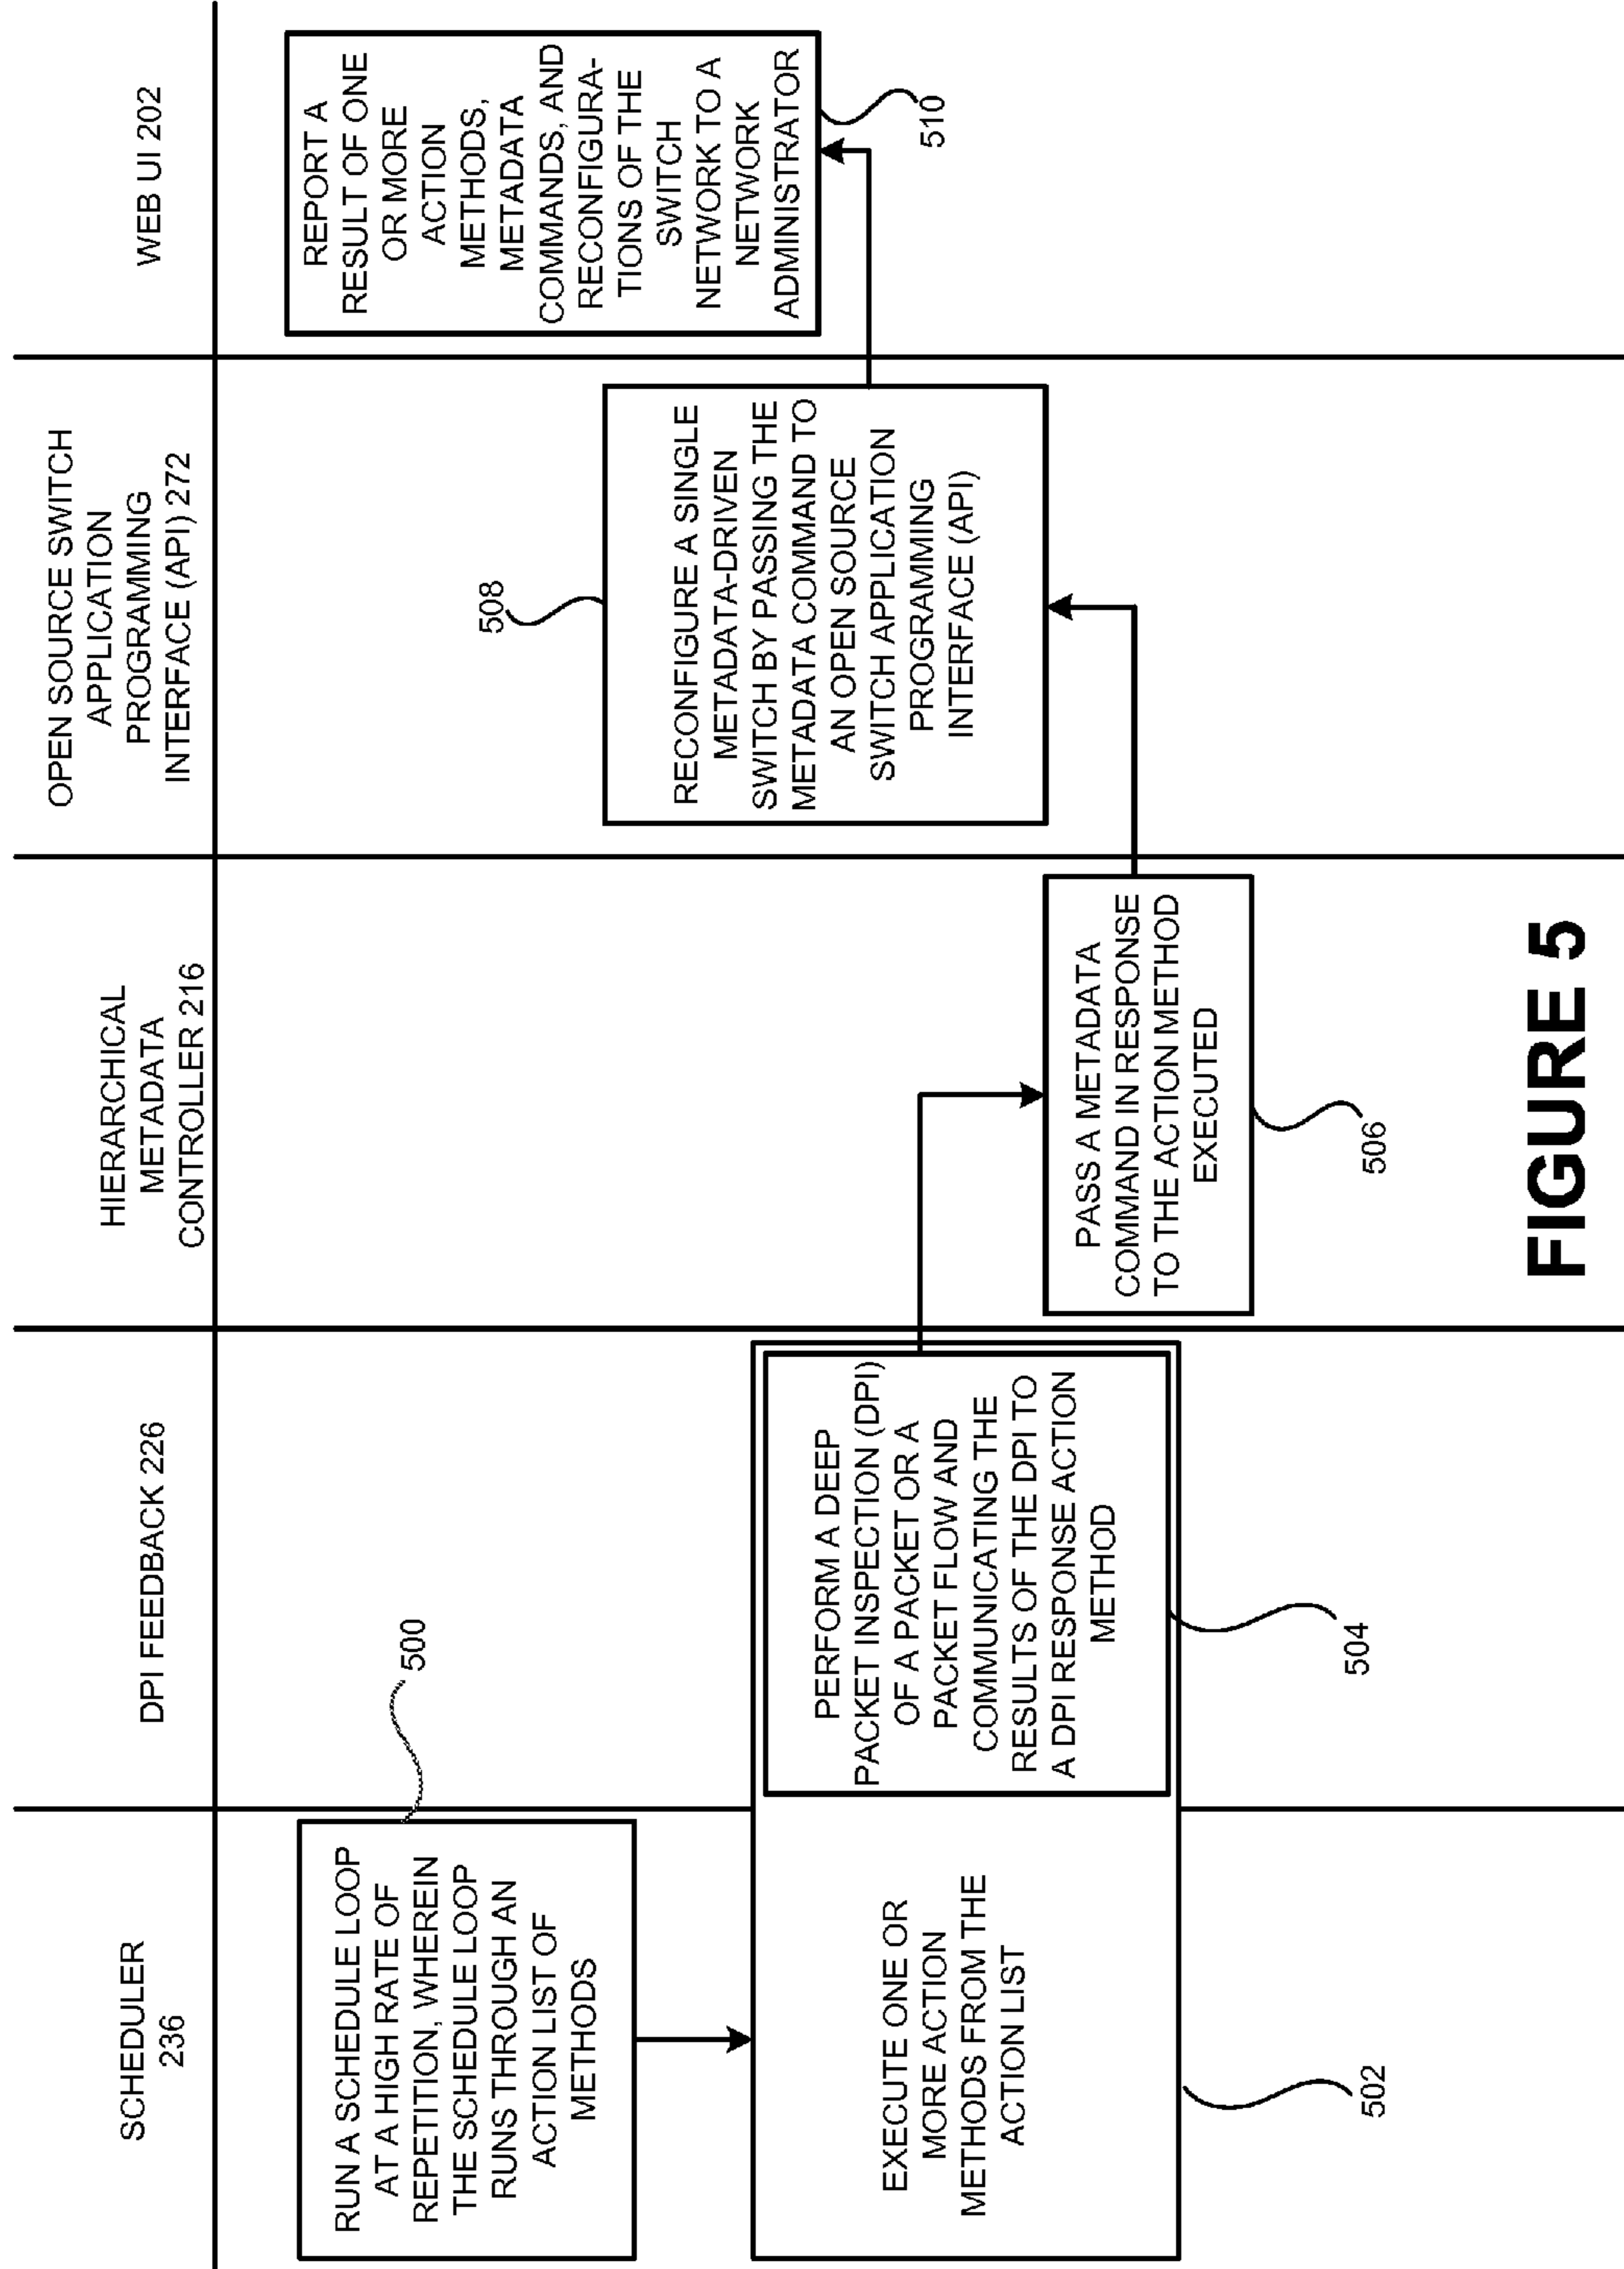 SCHEDULER
236
DPI FEEDBACK 226
HIERARCHICAL
METADATA
CONTROLLER 216
OPEN SOURCE SWITCH
APPLICATION
PROGRAMMING
INTERFACE (API) 272
WEB UI 202
RUN A SCHEDULE LOOP
AT A HIGH RATE OF
REPETITION, WHEREIN
THE SCHEDULE LOOP
RUNS THROUGH AN
ACTION LIST OF
METHODS
500
EXECUTE ONE OR
MORE ACTION
METHODS FROM THE
ACTION LIST
502
PERFORM A DEEP
PACKET INSPECTION (DPI)
OF A PACKET OR A
PACKET FLOW AND
COMMUNICATING THE
RESULTS OF THE DPI TO
A DPI RESPONSE ACTION
METHOD
504
PASS A METADATA
COMMAND IN RESPONSE
TO THE ACTION METHOD
EXECUTED
506
508
RECONFIGURE A SINGLE
METADATA-DRIVEN
SWITCH BY PASSING THE
METADATA COMMAND TO
AN OPEN SOURCE
SWITCH APPLICATION
PROGRAMMING
INTERFACE (API)
REPORT A
RESULT OF ONE
OR MORE
ACTION
METHODS,
METADATA
COMMANDS, AND
RECONFIGURA-
TIONS OF THE
SWITCH
NETWORK TO A
NETWORK
ADMINISTRATOR
510
FIGURE 5